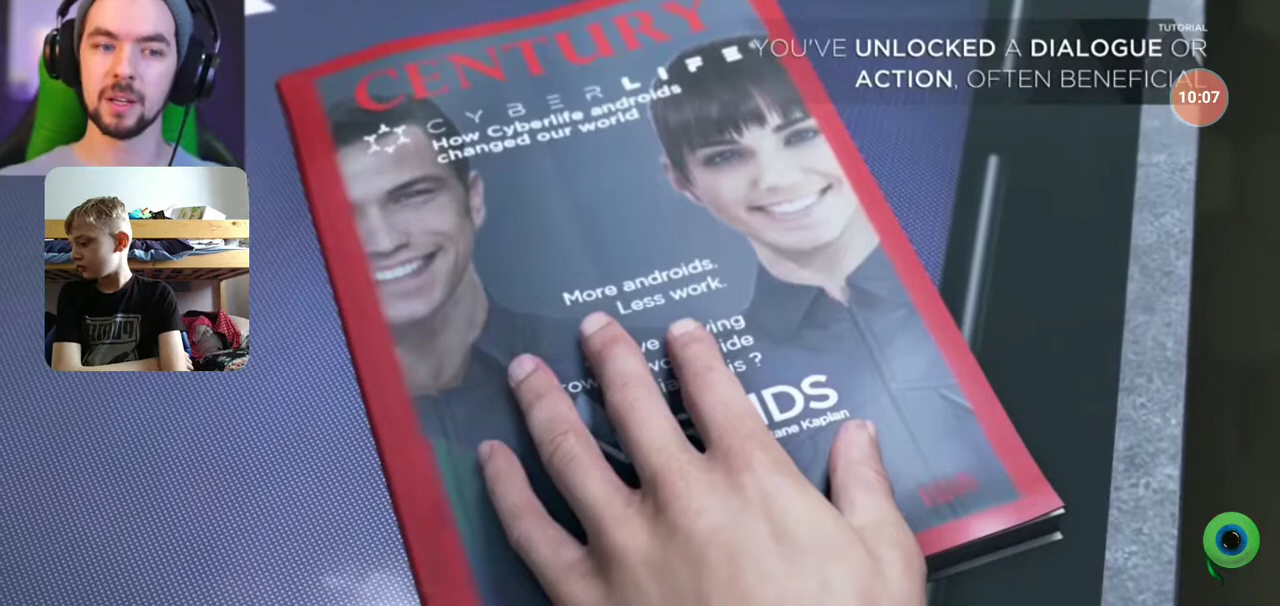 CENTURY
CYBERLIFE
How Cyberlife androids
changed our world
More androids.
Less work.
TUTORIAL
YOU'VE UNLOCKED A DIALOGUE OR
ACTION, OFTEN BENEFICIAL
10:07
Kaplan